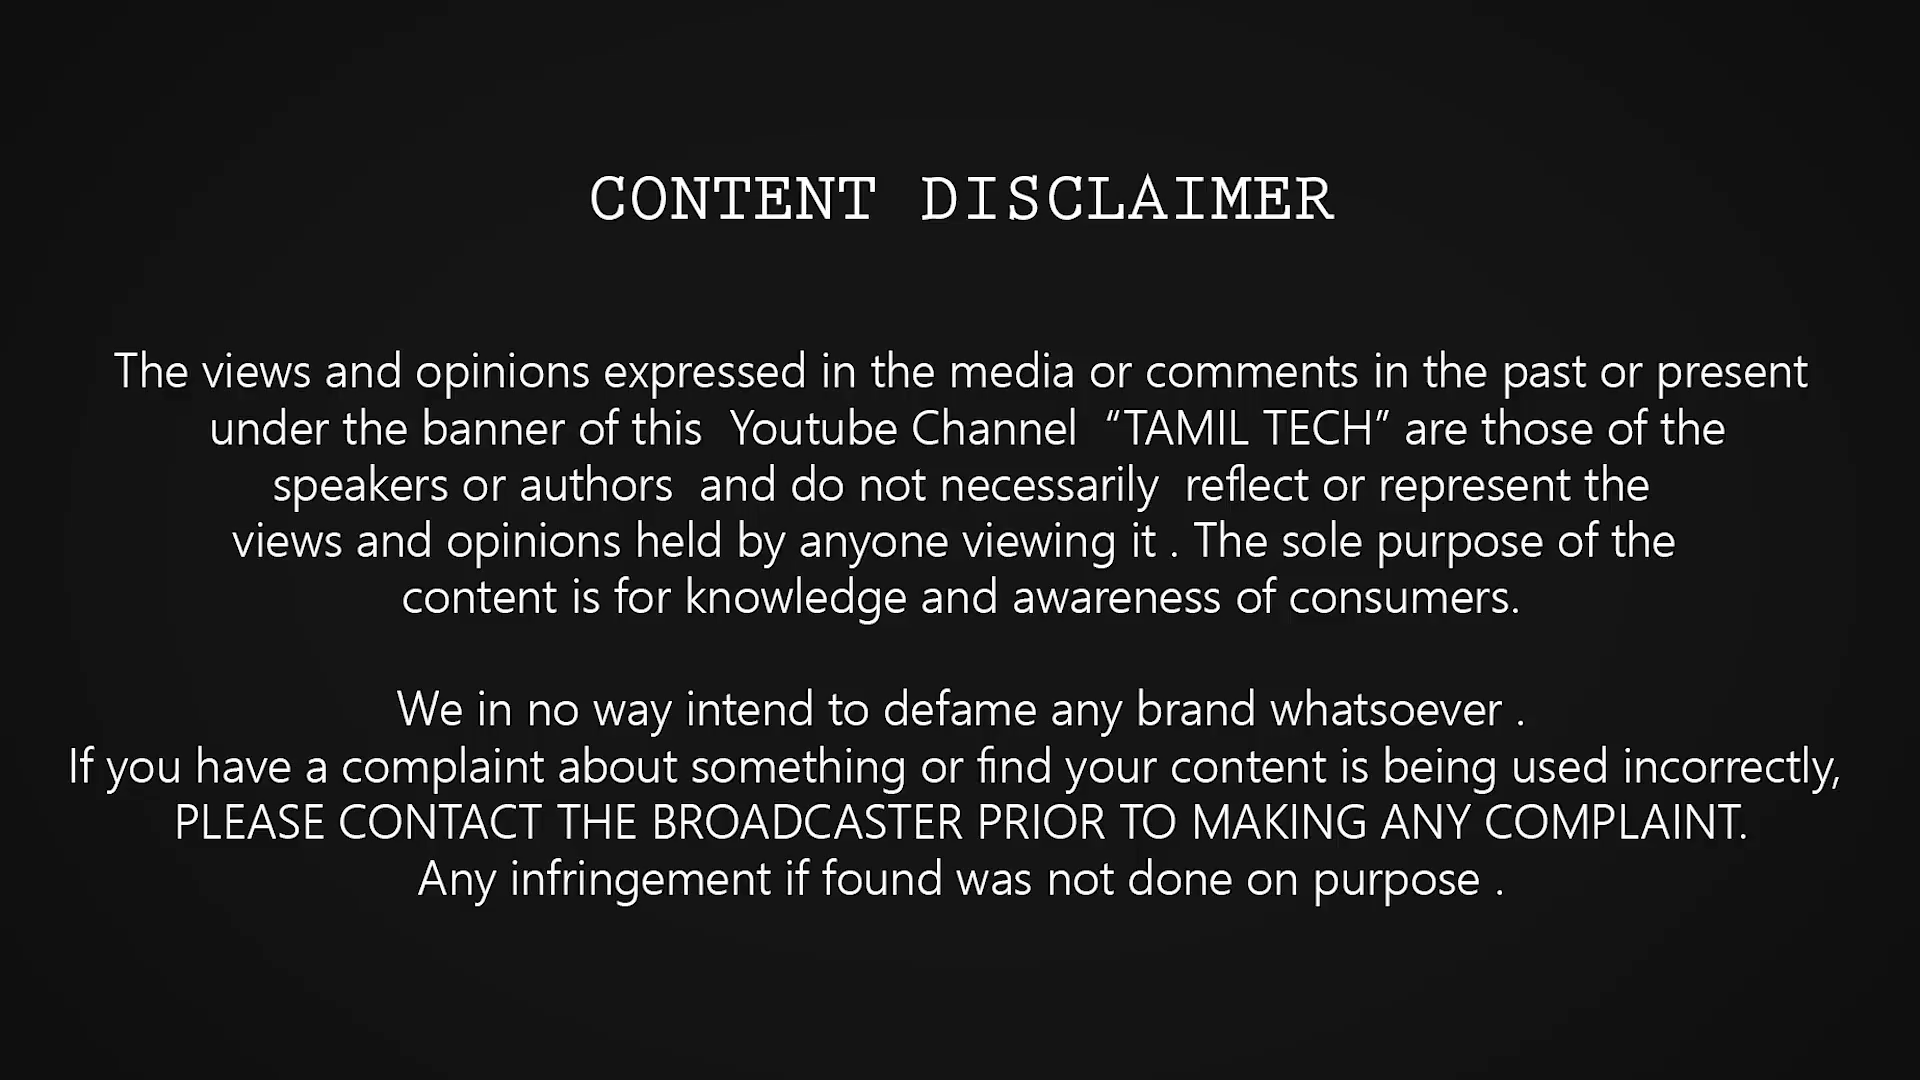 CONTENT DISCLAIMER
The views and opinions expressed in the media or comments in the past or present
under the banner of this  Youtube Channel  “TAMIL TECH” are those of the
speakers or authors  and do not necessarily  reflect or represent the
views and opinions held by anyone viewing it . The sole purpose of the
content is for knowledge and awareness of consumers.
We in no way intend to defame any brand whatsoever .
If you have a complaint about something or find your content is being used incorrectly,
PLEASE CONTACT THE BROADCASTER PRIOR TO MAKING ANY COMPLAINT.
Any infringement if found was not done on purpose .